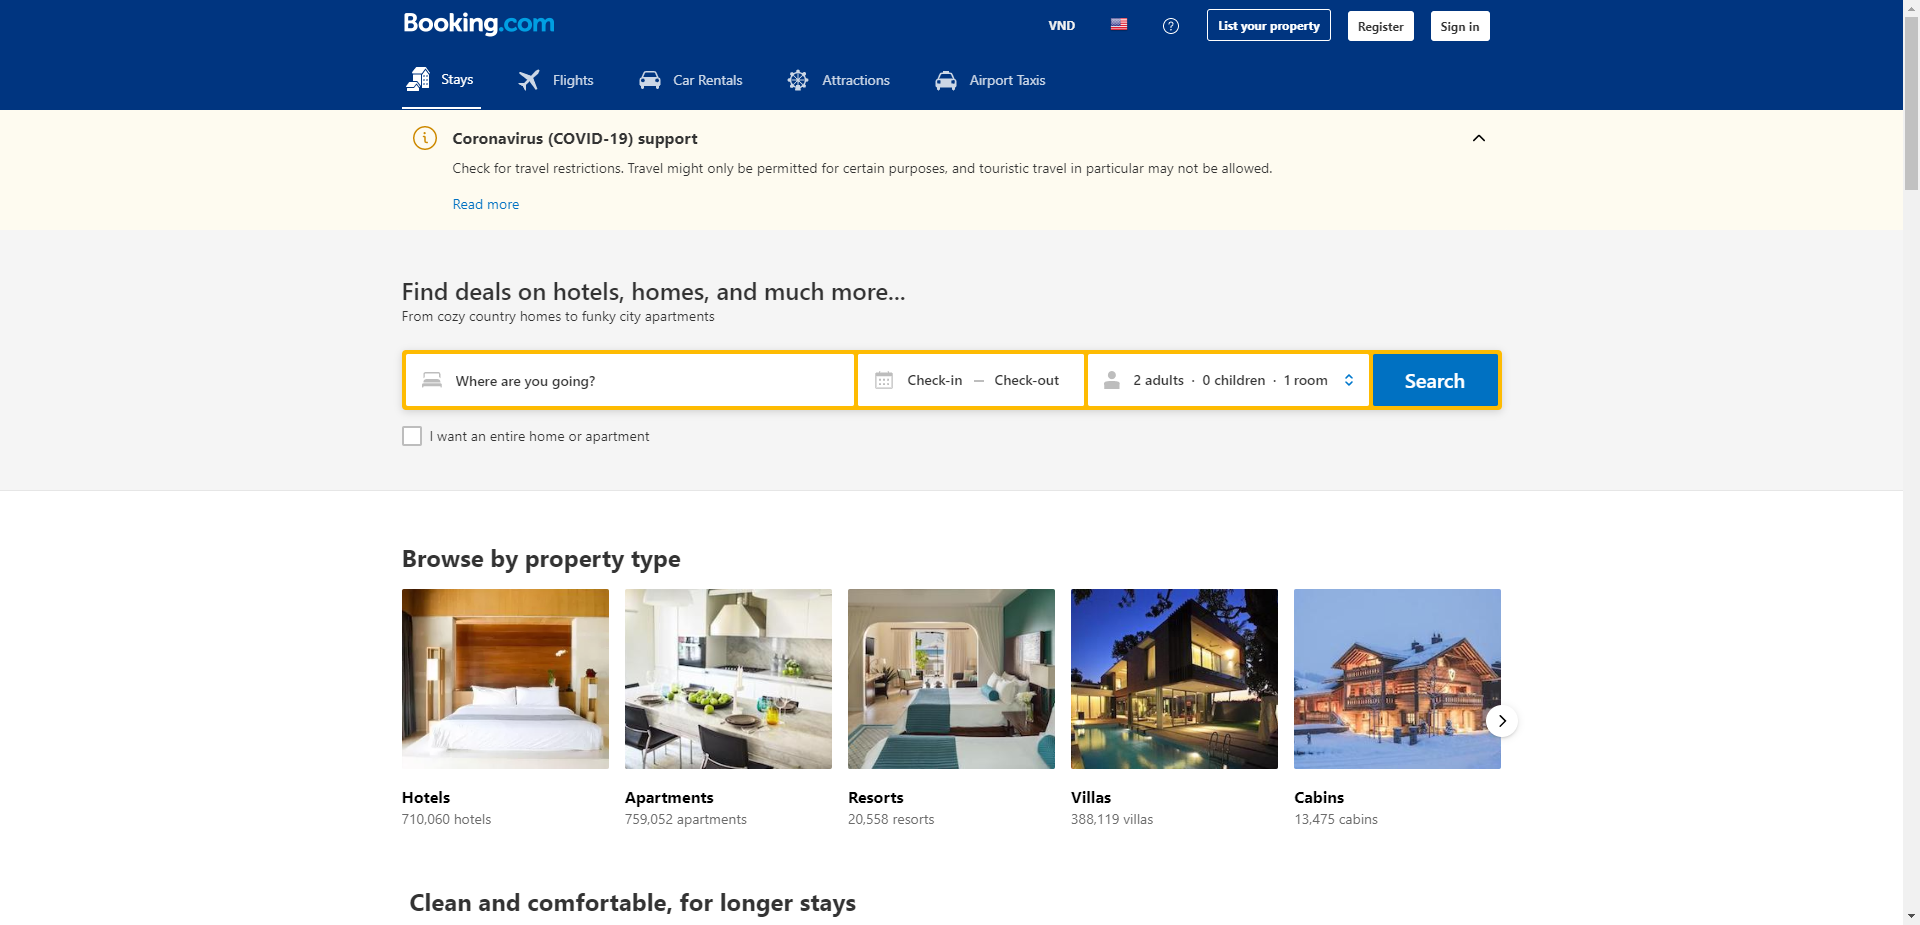 Booking.com
VND
List your property
Register
Sign in
Stays
Flights
Car Rentals
Attractions
Airport Taxis
Coronavirus (COVID-19) support
Check for travel restrictions. Travel might only be permitted for certain purposes, and touristic travel in particular may not be allowed.
Read more
Find deals on hotels, homes, and much more...
From cozy country homes to funky city apartments
Where are you going?
Check-in — Check-out
2 adults · 0 children · 1 room
Search
I want an entire home or apartment
Browse by property type
Hotels
710,060 hotels
Apartments
759,052 apartments
Resorts
20,558 resorts
Villas
388,119 villas
Cabins
13,475 cabins
Clean and comfortable, for longer stays